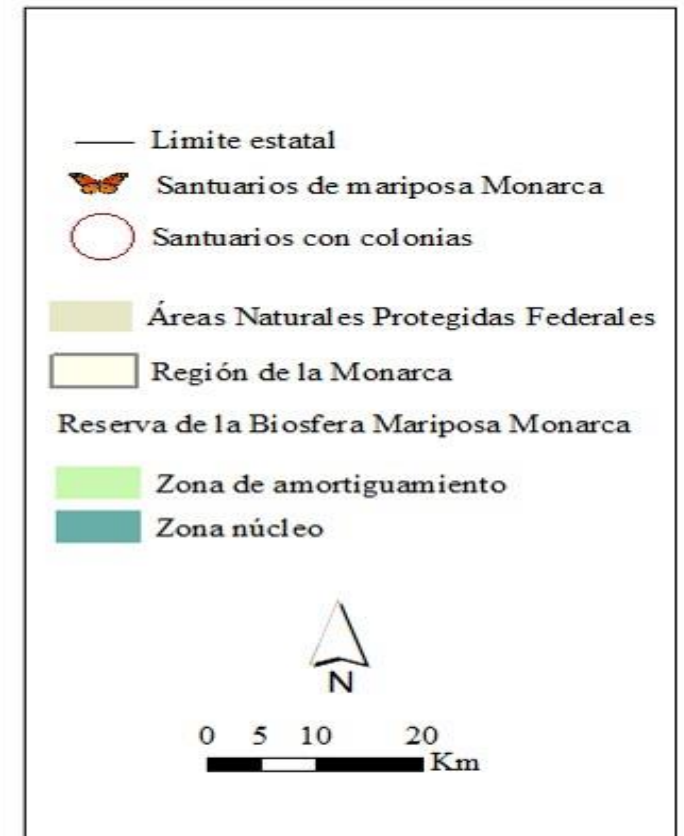 Limite estatal
Santuarios de mariposa Monarca
Santuarios con colonias
Áreas Naturales Protegidas Federales
Región de la Monarca
Reserva de la Biosfera Mariposa Monarca
Zona de amortiguamiento
Zona núcleo
N
0 5 10 20
Km